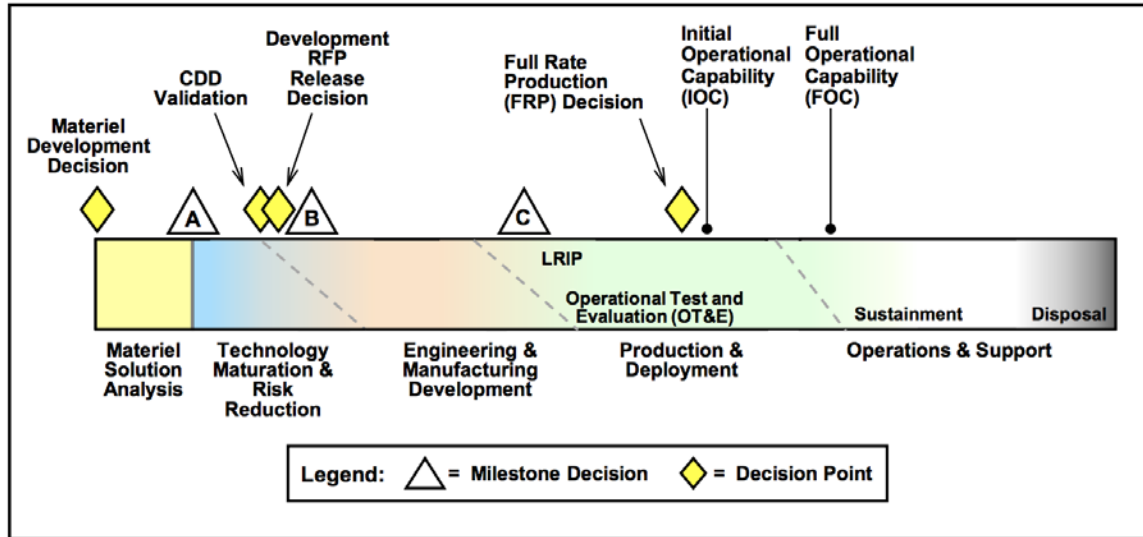 Materiel
Development
Decision
CDD
Validation
Development
RFP
Release
Decision
Full Rate
Production
(FRP) Decision
Initial
Operational
Capability
(IOC)
Full
Operational
Capability
(FOC)
A
B
C
LRIP
Operational Test and
Evaluation (OT&E)
Sustainment
Disposal
Materiel
Solution
Analysis
Technology
Maturation &
Risk
Reduction
Engineering &
Manufacturing
Development
Production &
Deployment
Operations & Support
Legend: = Milestone Decision = Decision Point